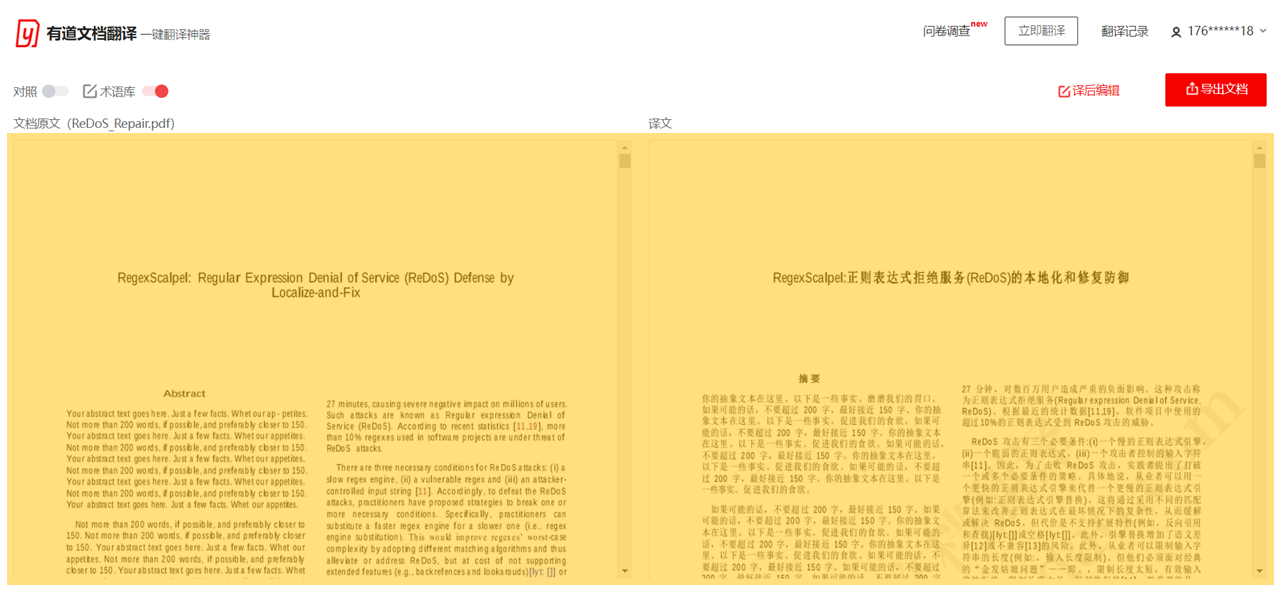 有道文档翻译 一键翻译神器
问卷调查new
立即翻译
翻译记录
176******18
对照
术语库
译后编辑
导出文档
文档原文（ReDoS_Repair.pdf）
RegexScalpel: Regular Expression Denial of Service (ReDoS) Defense by
Localize-and-Fix
Abstract
Your abstract text goes here. Just a few facts. Whet our ap - petites.
Not more than 200 words, if possible, and preferably closer to 150.
Your abstract text goes here. Just a few facts. Whet our appetites.
Not more than 200 words, if possible, and preferably closer to 150.
Your abstract text goes here. Just a few facts. Whet our appetites.
Not more than 200 words, if possible, and preferably closer to 150.
Your abstract text goes here. Just a few facts. Whet our appetites.
Not more than 200 words, if possible, and preferably closer to 150.
Your abstract text goes here. Just a few facts. Whet our appetites.
Not more than 200 words, if possible, and preferably closer to
150. Not more than 200 words, if possible, and preferably closer
to 150. Your abstract text goes here. Just a few facts. Whet our
appetites. Not more than 200 words, if possible, and preferably
closer to 150. Your abstract text goes here. Just a few facts. Whet
27 minutes, causing severe negative impact on millions of users.
Such attacks are known as Regular expression Denial of
Service (ReDoS). According to recent statistics [11,19], more
than 10% regexes used in software projects are under threat of
ReDoS attacks.
There are three necessary conditions for ReDoS attacks: (i) a
slow regex engine, (ii) a vulnerable regex and (iii) an attacker-
controlled input string [11]. Accordingly, to defeat the ReDoS
attacks, practitioners have proposed strategies to break one or
more necessary conditions. Specifically, practitioners can
substitute a faster regex engine for a slower one (i.e., regex
engine substitution). This would improve regexes' worst-case
complexity by adopting different matching algorithms and thus
alleviate or address ReDoS, but at cost of not supporting
extended features (e.g., backrefences and lookarouds)[lyt: []] or
译文
RegexScalpel:正则表达式拒绝服务(ReDoS)的本地化和修复防御
摘要
你的抽象文本在这里。以下是一些事实。磨磨我们的胃口。
如果可能的话，不要超过 200 字，最好接近 150 字。你的抽
象文本在这里。以下是一些事实。促进我们的食欲。如果可
能的话，不要超过 200 字，最好接近 150 字。你的抽象文本
在这里。以下是一些事实。促进我们的食欲。如果可能的话，
不要超过 200 字，最好接近 150 字。你的抽象文本在这里。
以下是一些事实。促进我们的食欲。如果可能的话，不要超
过 200 字，最好接近 150 字。你的抽象文本在这里。以下是
一些事实。促进我们的食欲。
如果可能的话，不要超过 200 字，最好接近 150 字。如果
可能的话，不要超过 200 字，最好接近 150 字。你的抽象文
本在这里。以下是一些事实。促进我们的食欲。如果可能的
话，不要超过 200 字，最好接近 150 字。你的抽象文本在这
里。以下是一些事实。促进我们的食欲。如果可能的话，不
要超过 200 字，最好接近 150 字。你的抽象文本在这里。以
27 分钟，对数百万用户造成严重的负面影响。这种攻击称
为正则表达式拒绝服务(Regular expression Denial of Service,
ReDoS)。根据最近的统计数据[11,19]，软件项目中使用的
超过10%的正则表达式受到 ReDoS 攻击的威胁。
ReDoS 攻击有三个必要条件:(i)一个慢的正则表达式引擎，
(ii)一个脆弱的正则表达式，(iii)一个攻击者控制的输入字符
串[11]。因此，为了击败 ReDoS 攻击，实践者提出了打破
一个或多个必要条件的策略。具体地说，从业者可以用一
个更快的正则表达式引擎来代替一个更慢的正则表达式引
擎(例如:正则表达式引擎替换)。这将通过采用不同的匹配
算法来改善正则表达式在最坏情况下的复杂性，从而缓解
或解决 ReDoS，但代价是不支持扩展特性(例如，反向引用
和查找)[lyt:[]]或空格[lyt:[]]。此外，引擎替换增加了语义差
异[12]或不兼容[13]的风险。此外，从业者可以限制输入字
符串的长度(例如:，输入长度限制)，但他们必须面对经典
的“金发姑娘问题”——即。，限制长度太短，有效输入